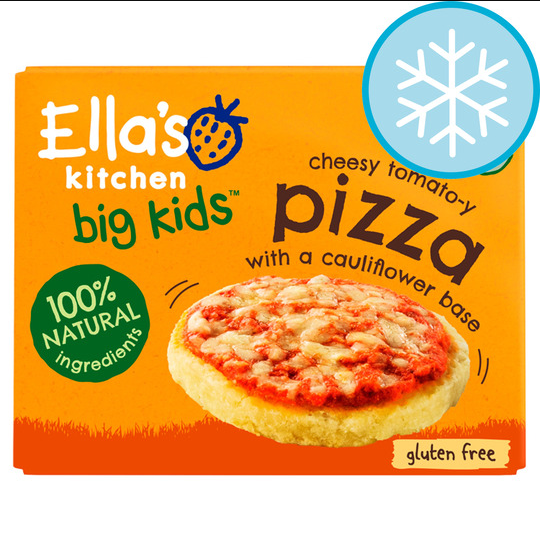 Ella's
kitchen
big kids™
cheesy tomato-y
pizza
with a cauliflower base
100%
NATURAL
ingredients
gluten free